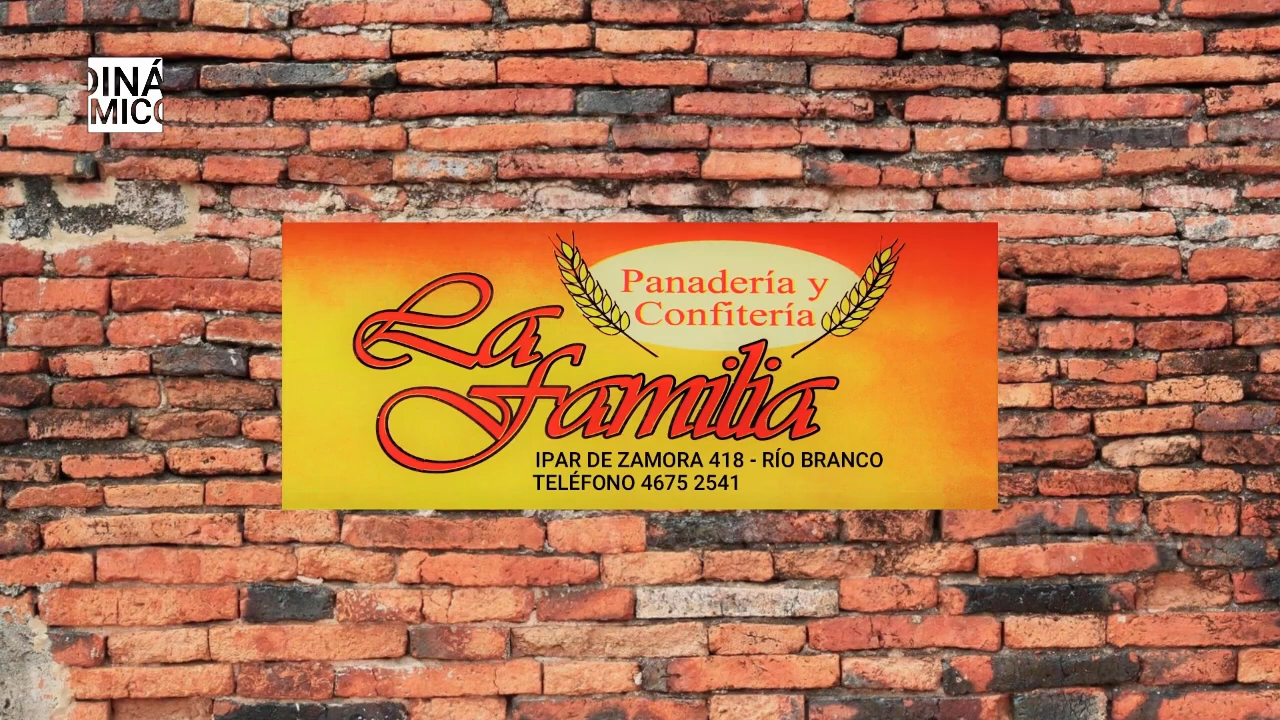 DINÁ
MICO
Panadería y
Confitería
La
familia
IPAR DE ZAMORA 418 - RÍO BRANCO
TELÉFONO 4675 2541